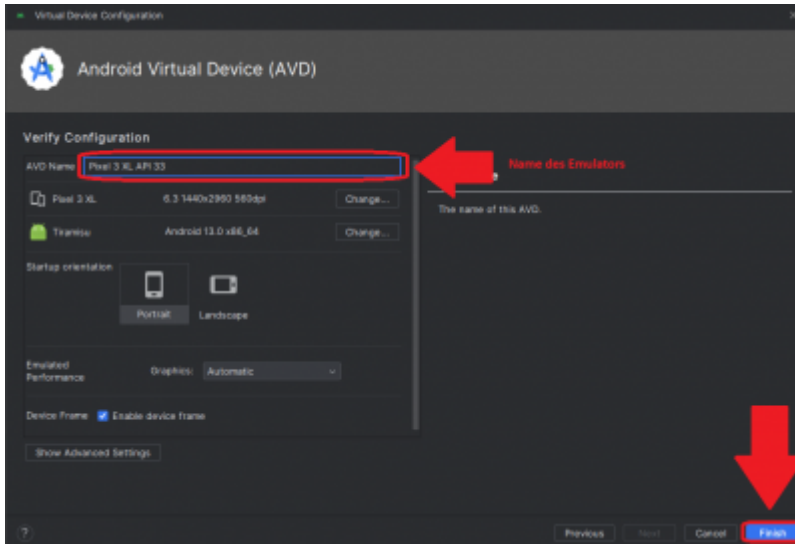 Virtual Device Configuration
Android Virtual Device (AVD)
Verify Configuration
AVD Name Pixel 3 XL API 33
Name des Emulators
Pixel 3 XL 6.3 1440x2960 560dpi Change...
The name of this AVD.
Tiramisu Android 13.0 x86_64 Change...
Startup orientation
Portrait Landscape
Emulated
Performance Graphics: Automatic
Device Frame Enable device frame
Show Advanced Settings
? Previous Next Cancel Finish